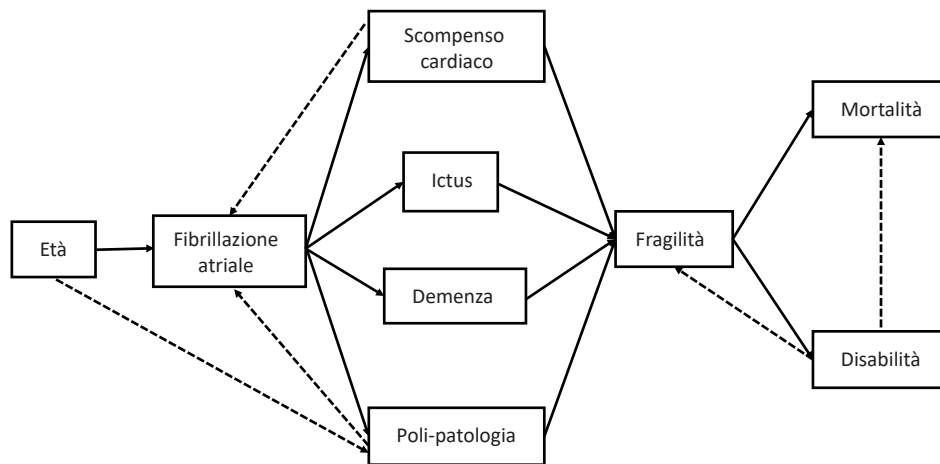 Scompenso
cardiaco
Mortalità
Ictus
Età
Fibrillazione
atriale
Fragilità
Demenza
Disabilità
Poli-patologia